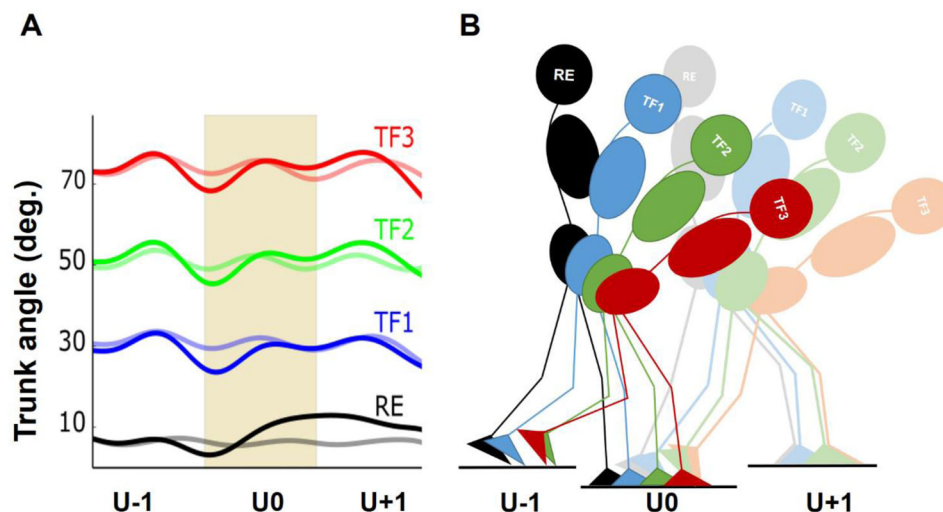 A
B
Trunk angle (deg.)
70
50
30
10
TF3
TF2
TF1
RE
U-1
U0
U+1
RE
TF1
TF2
TF3
RE
TF1
TF2
TF3
U-1
U0
U+1